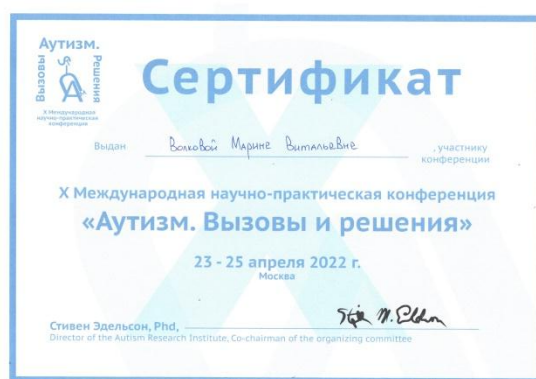 Аутизм.
Вызовы
Решения
X Международная
научно-практическая
конференция
Сертификат
Выдан Волковой Марине Витальевне , участнику
конференции
X Международная научно-практическая конференция
«Аутизм. Вызовы и решения»
23 - 25 апреля 2022 г.
Москва
Стивен Эдельсон, Phd,
Director of the Autism Research Institute, Co-chairman of the organizing committee